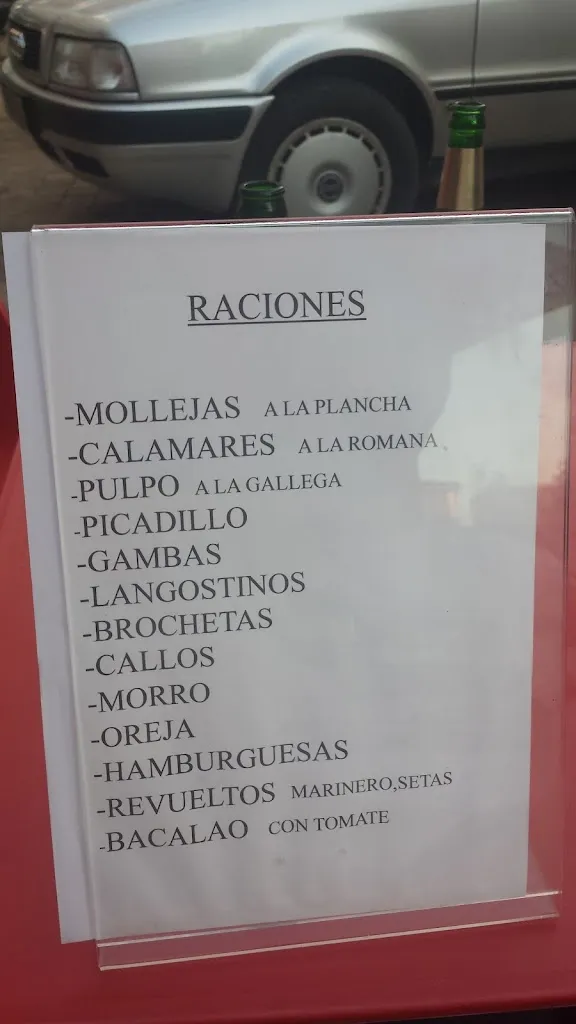 RACIONES
-MOLLEJAS A LA PLANCHA
-CALAMARES A LA ROMANA
-PULPO A LA GALLEGA
-PICADILLO
-GAMBAS
-LANGOSTINOS
-BROCHETAS
-CALLOS
-MORRO
-OREJA
-HAMBURGUESAS
-REVUELTOS MARINERO,SETAS
-BACALAO CON TOMATE